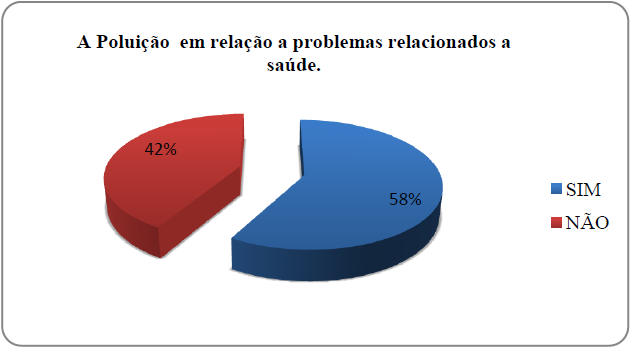 A Poluição em relação a problemas relacionados a
saúde.
42%
58%
SIM
NÃO